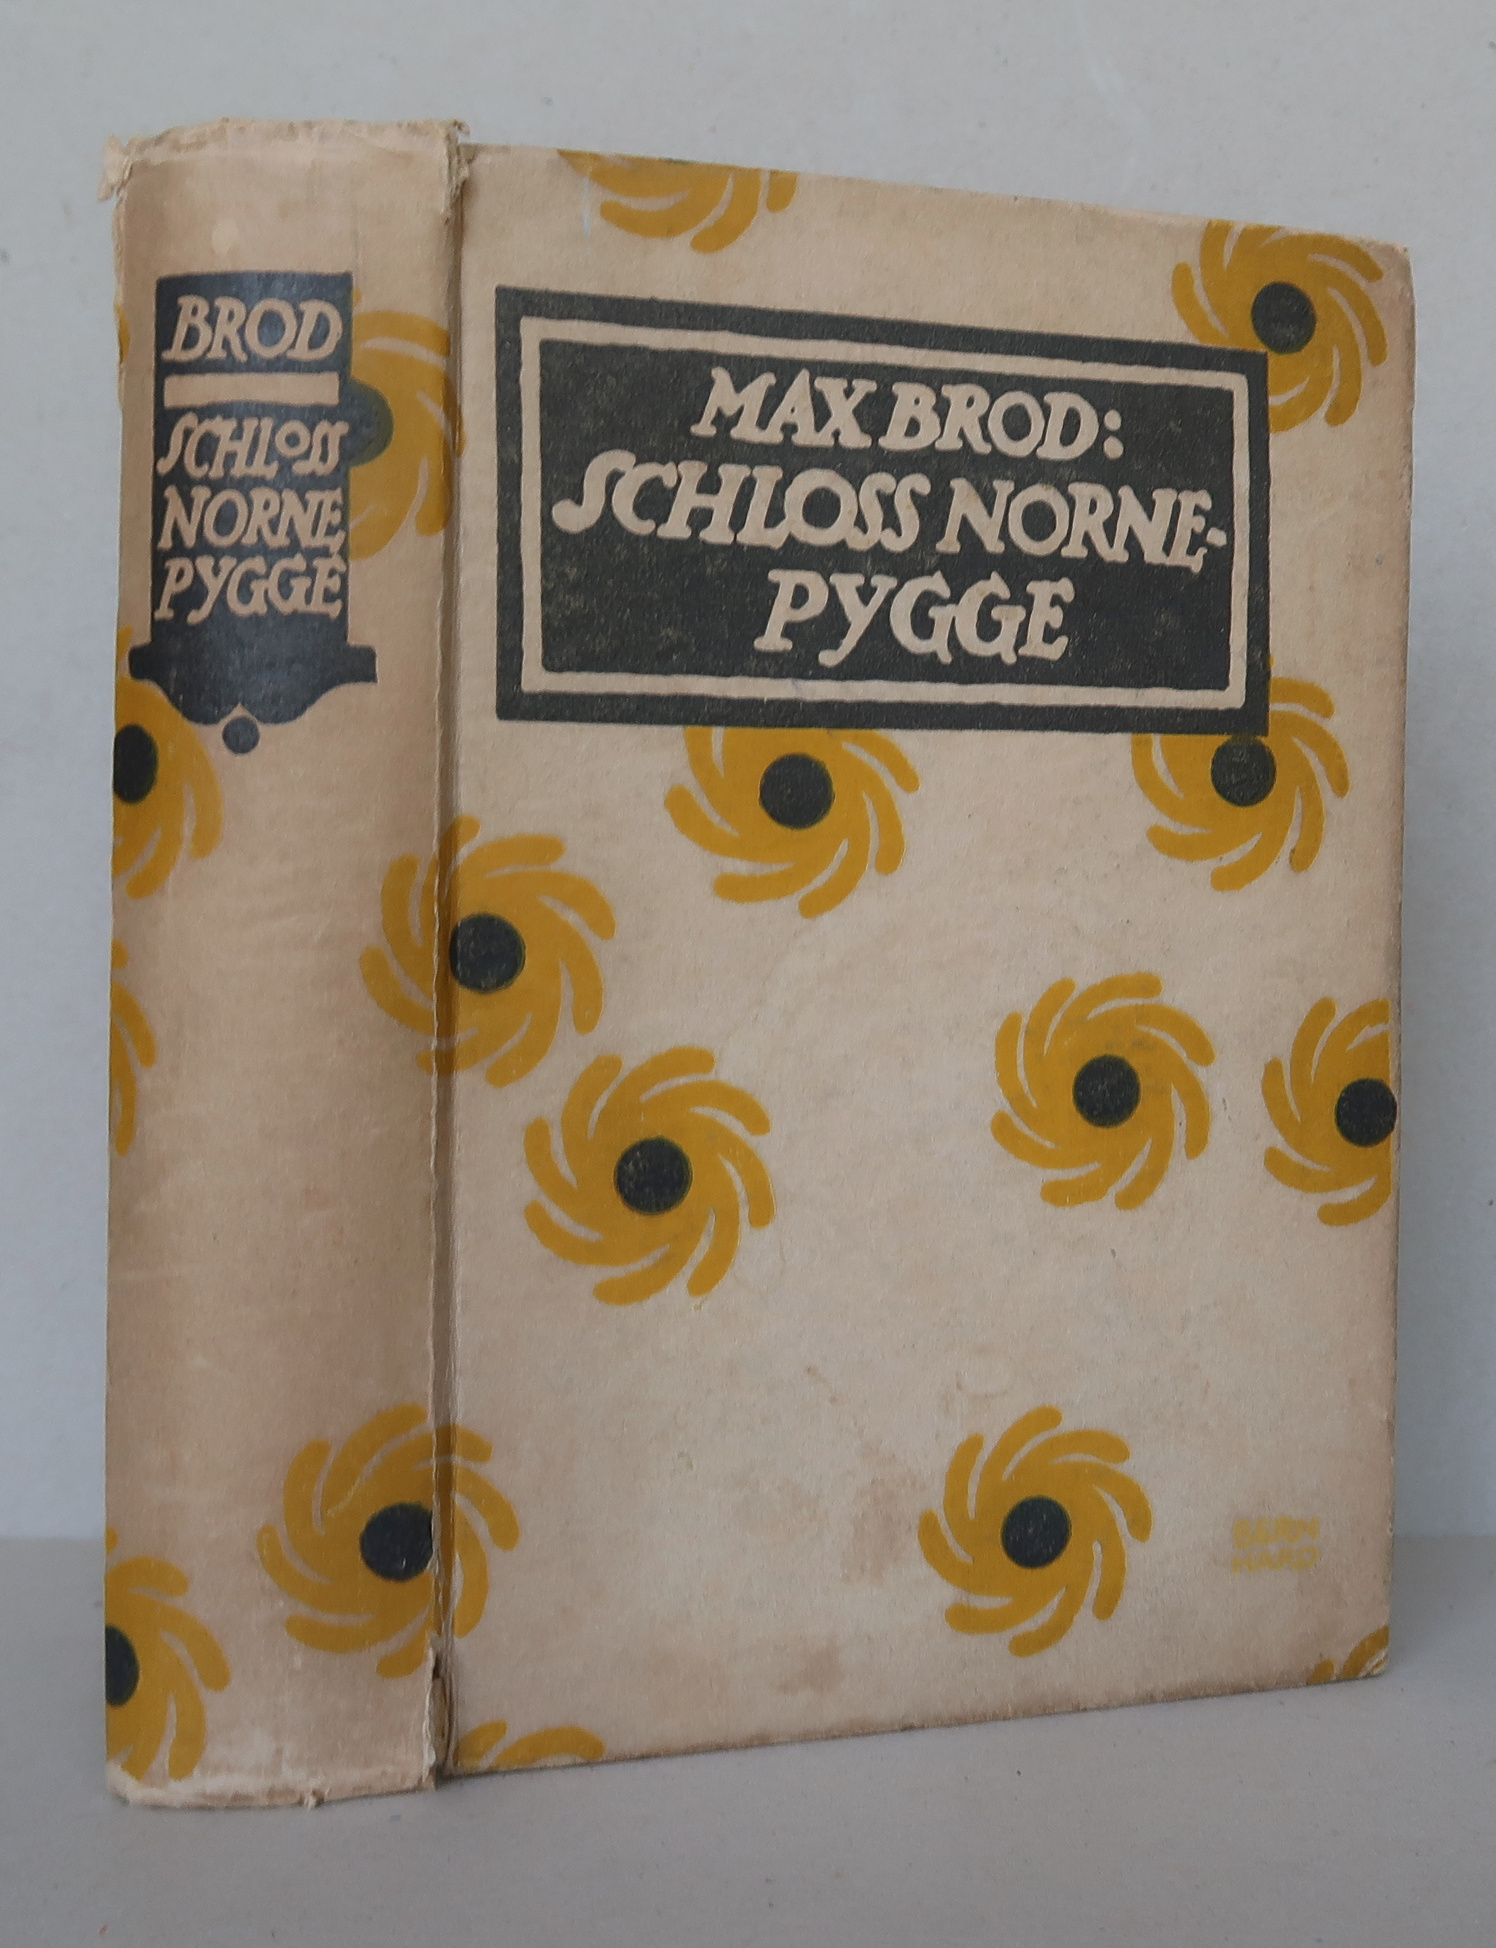 BROD
SCHLOSS
NORNE
PYGGE
MAX BROD:
SCHLOSS NORNE-
PYGGE
BERN
HARD